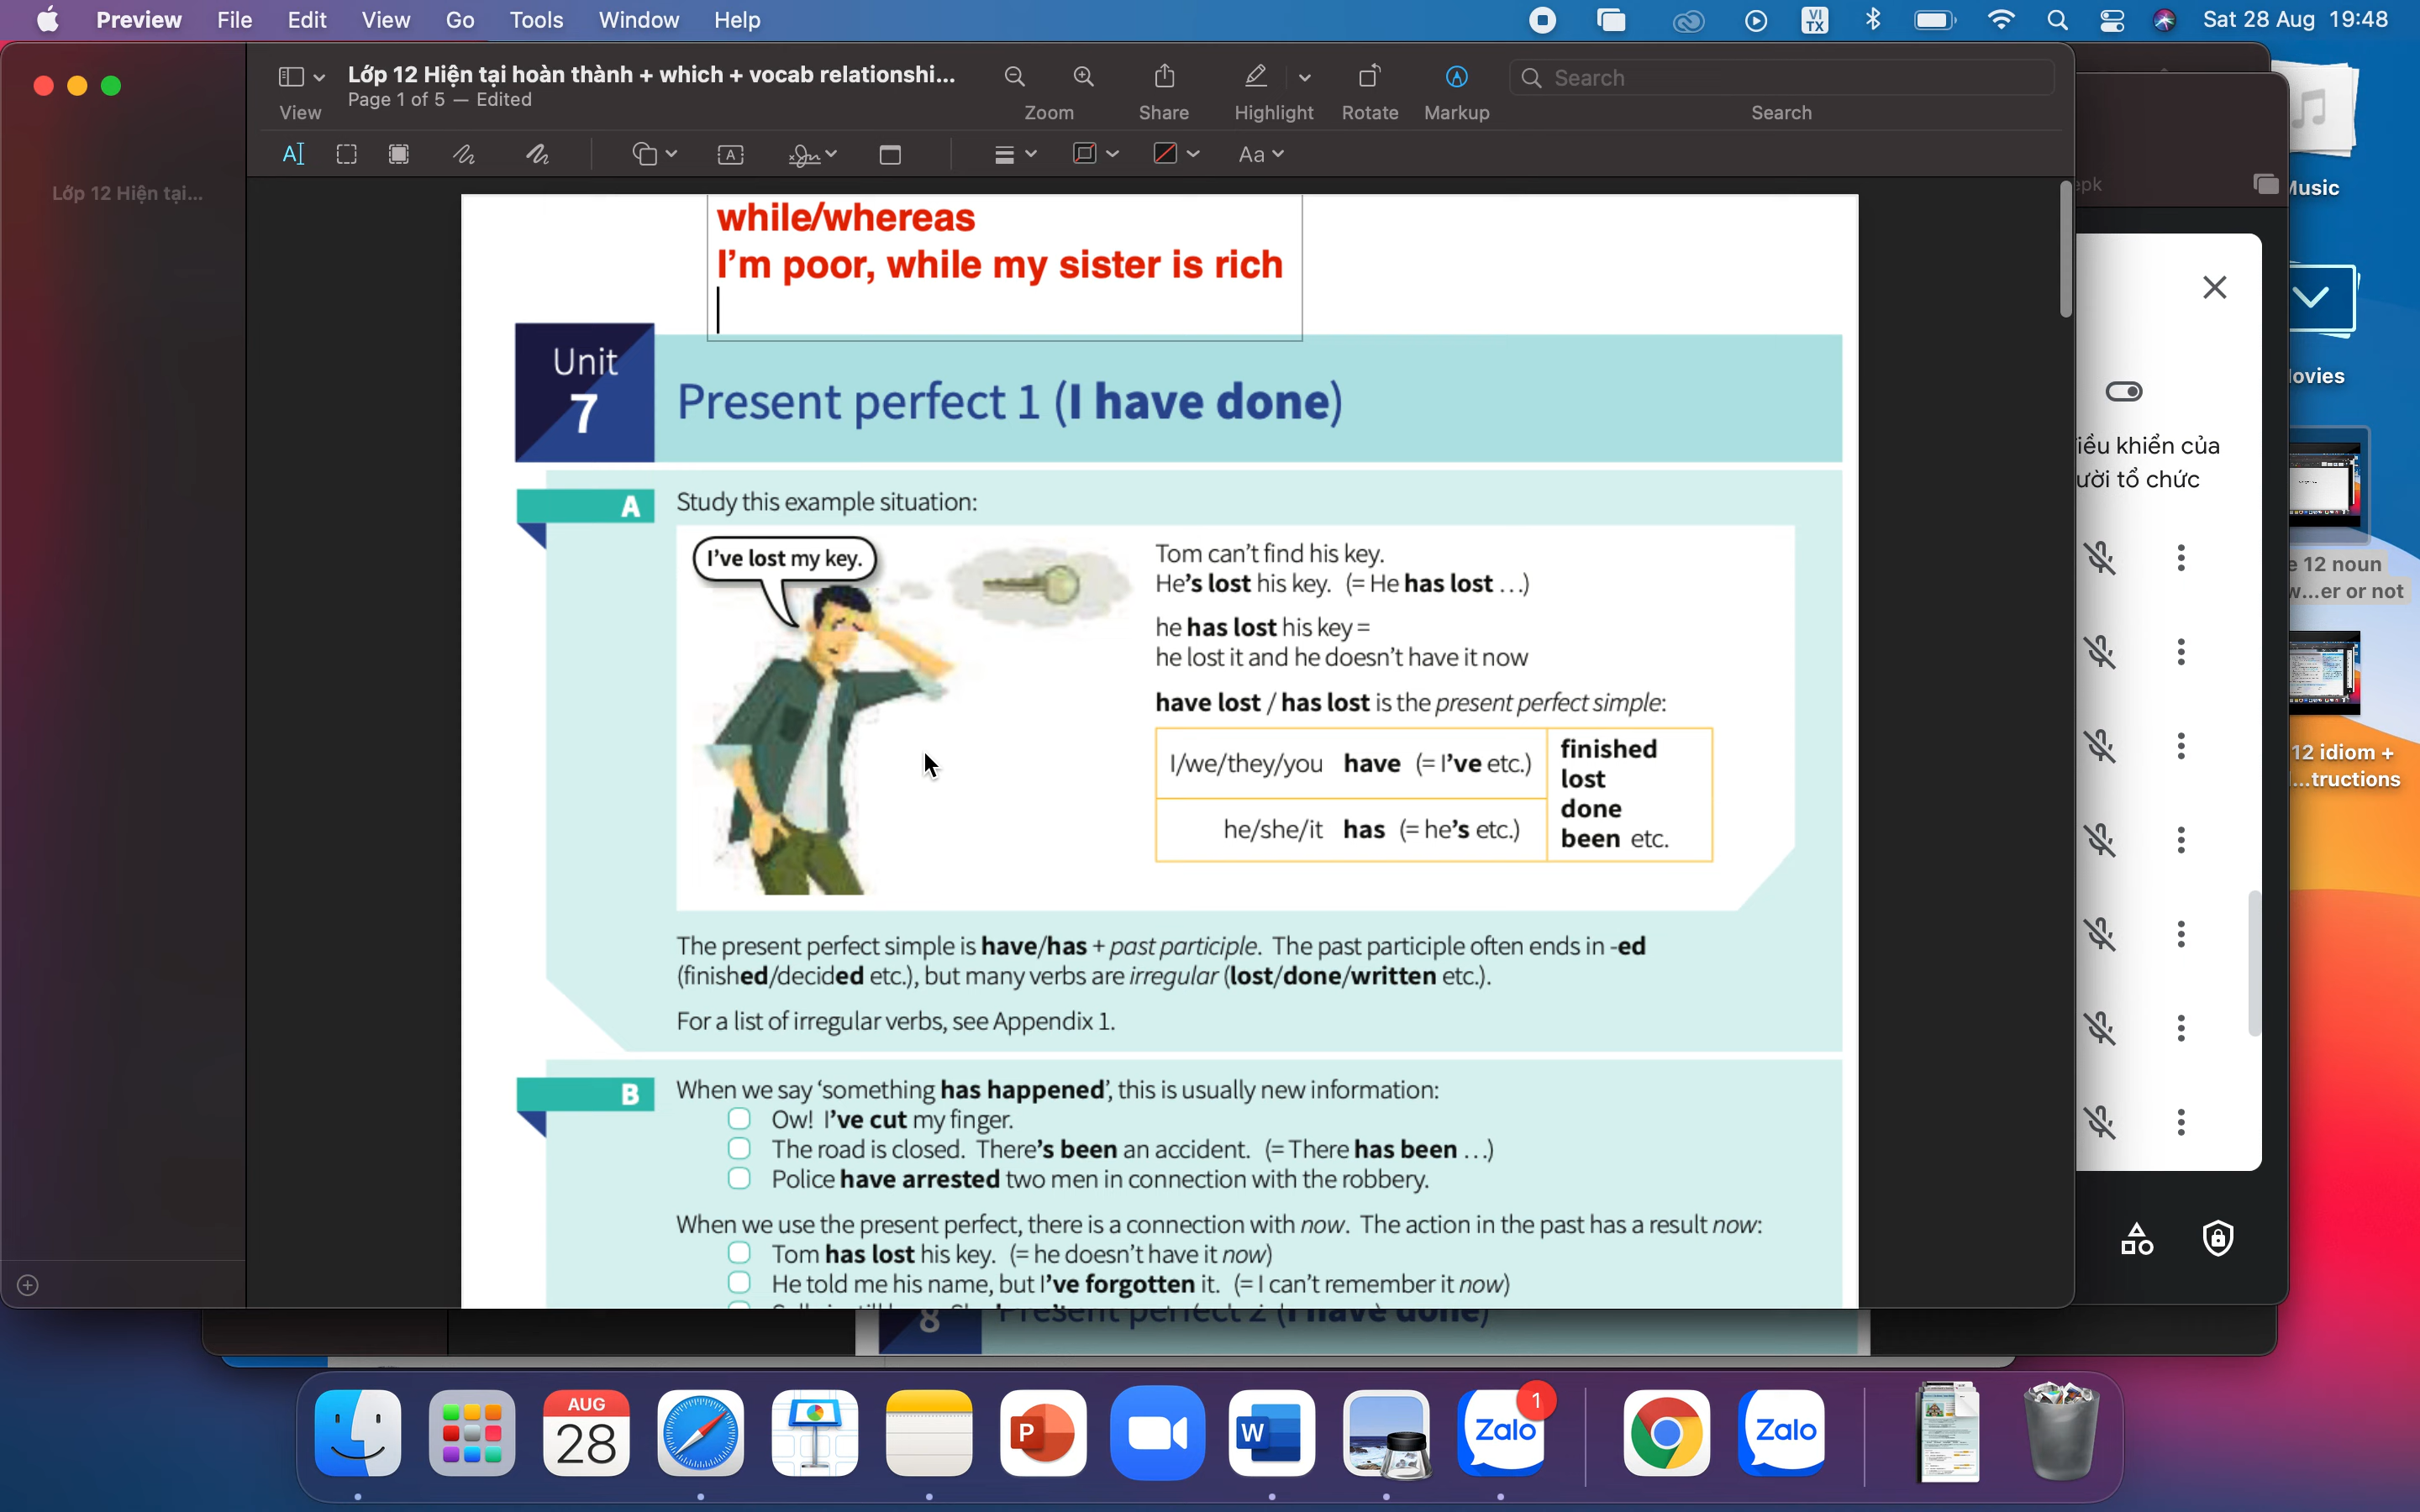 Preview File Edit View Go Tools Window Help VI TX Sat 28 Aug 19:48
Lớp 12 Hiện tại hoàn thành + which + vocab relationshi...
Page 1 of 5 — Edited
View Zoom Share Highlight Rotate Markup Search
Search
Aa
Lớp 12 Hiện tại...
while/whereas
I'm poor, while my sister is rich
Unit
7
Present perfect 1 (I have done)
A
Study this example situation:
I've lost my key.
Tom can't find his key.
He's lost his key. (= He has lost ...)
he has lost his key =
he lost it and he doesn't have it now
have lost / has lost is the present perfect simple:
I/we/they/you have (= I've etc.)
he/she/it has (= he's etc.)
finished
lost
done
been etc.
The present perfect simple is have/has + past participle. The past participle often ends in -ed
(finished/decided etc.), but many verbs are irregular (lost/done/written etc.).
For a list of irregular verbs, see Appendix 1.
B
When we say 'something has happened', this is usually new information:
Ow! I've cut my finger.
The road is closed. There's been an accident. (= There has been ...)
Police have arrested two men in connection with the robbery.
When we use the present perfect, there is a connection with now. The action in the past has a result now:
Tom has lost his key. (= he doesn't have it now)
He told me his name, but I've forgotten it. (= I can't remember it now)
8
Present perfect 2 (I have done)
của
tổ chức
12 noun
er or not
12 idiom +
AUG
28
P
W
Zalo
1
Zalo